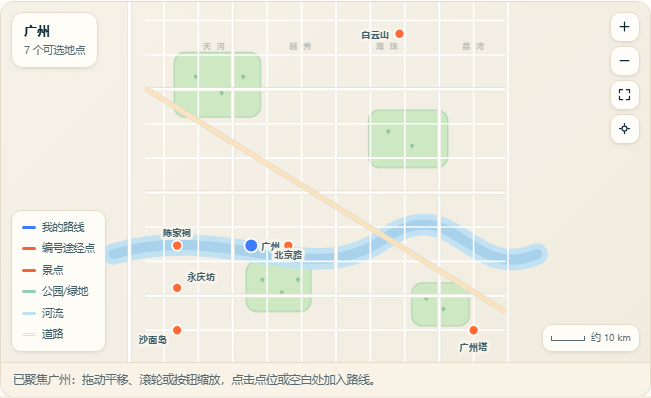 广州
7 个可选地点
白云山
天 河
越 秀
海 珠
荔 湾
我的路线
编号途经点
景点
公园/绿地
河流
道路
陈家祠
广州
北京路
永庆坊
沙面岛
广州塔
约 10 km
已聚焦广州：拖动平移、滚轮或按钮缩放，点击点位或空白处加入路线。